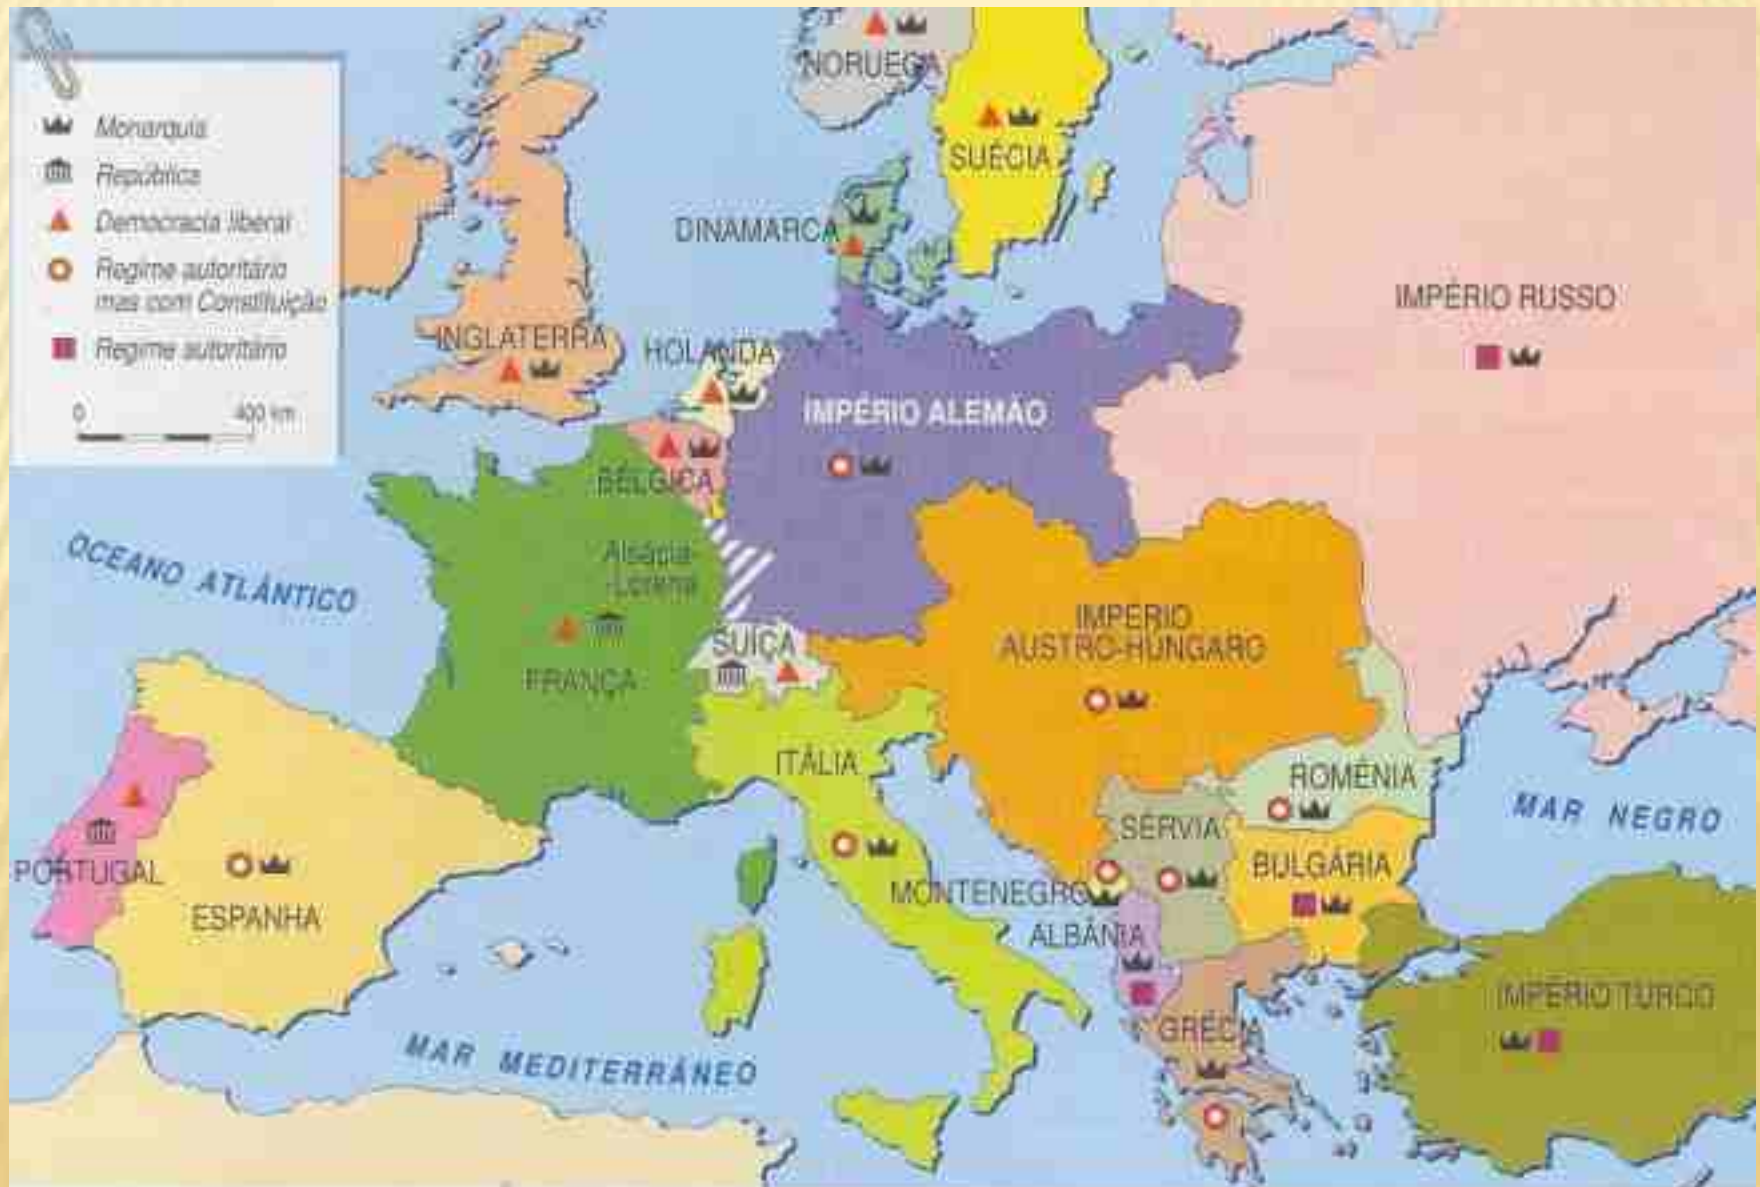 Monarquia
República
Democracia liberal
Regime autoritário
mas com Constituição
Regime autoritário
0 400 km
NORUEGA
SUÉCIA
DINAMARCA
IMPÉRIO RUSSO
INGLATERRA
HOLANDA
IMPÉRIO ALEMÃO
BÉLGICA
OCEANO ATLÂNTICO
Alsácia
-Lorena
IMPÉRIO
AUSTRO-HÚNGARO
SUÍÇA
FRANÇA
ITÁLIA
ROMÉNIA
MAR NEGRO
SÉRVIA
PORTUGAL
BULGÁRIA
MONTENEGRO
ESPANHA
ALBÂNIA
IMPÉRIO TURCO
GRÉCIA
MAR MEDITERRÂNEO